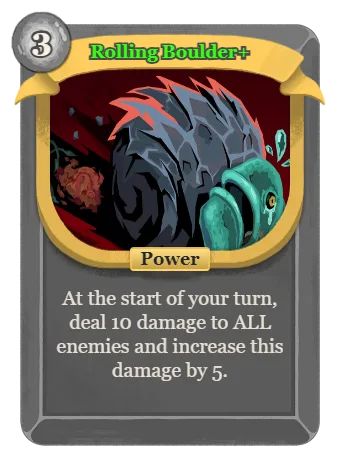 3
Rolling Boulder+
Power
At the start of your turn,
deal 10 damage to ALL
enemies and increase this
damage by 5.